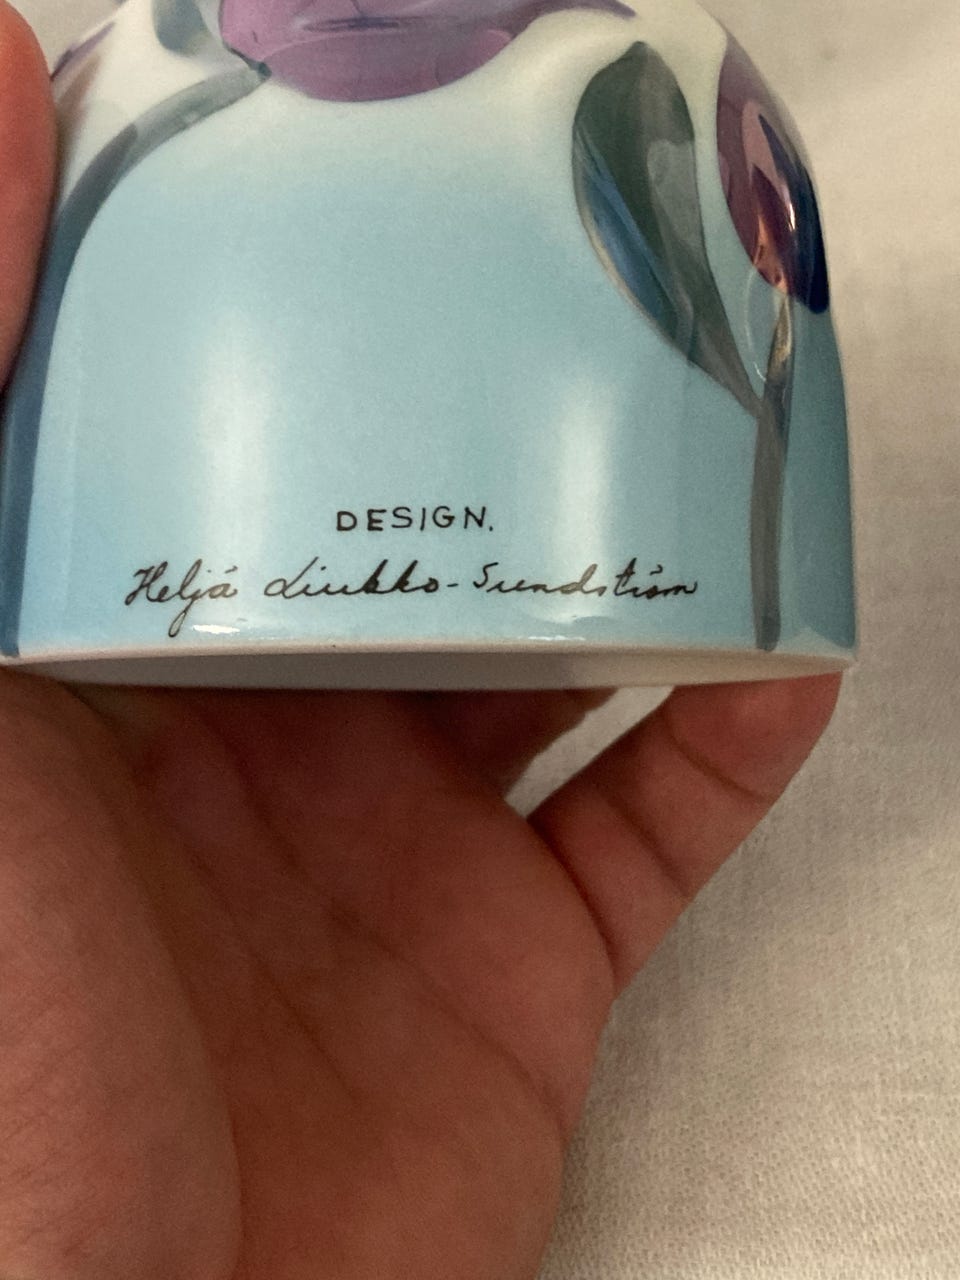 DESIGN.
Heljä Liukko-Sundström